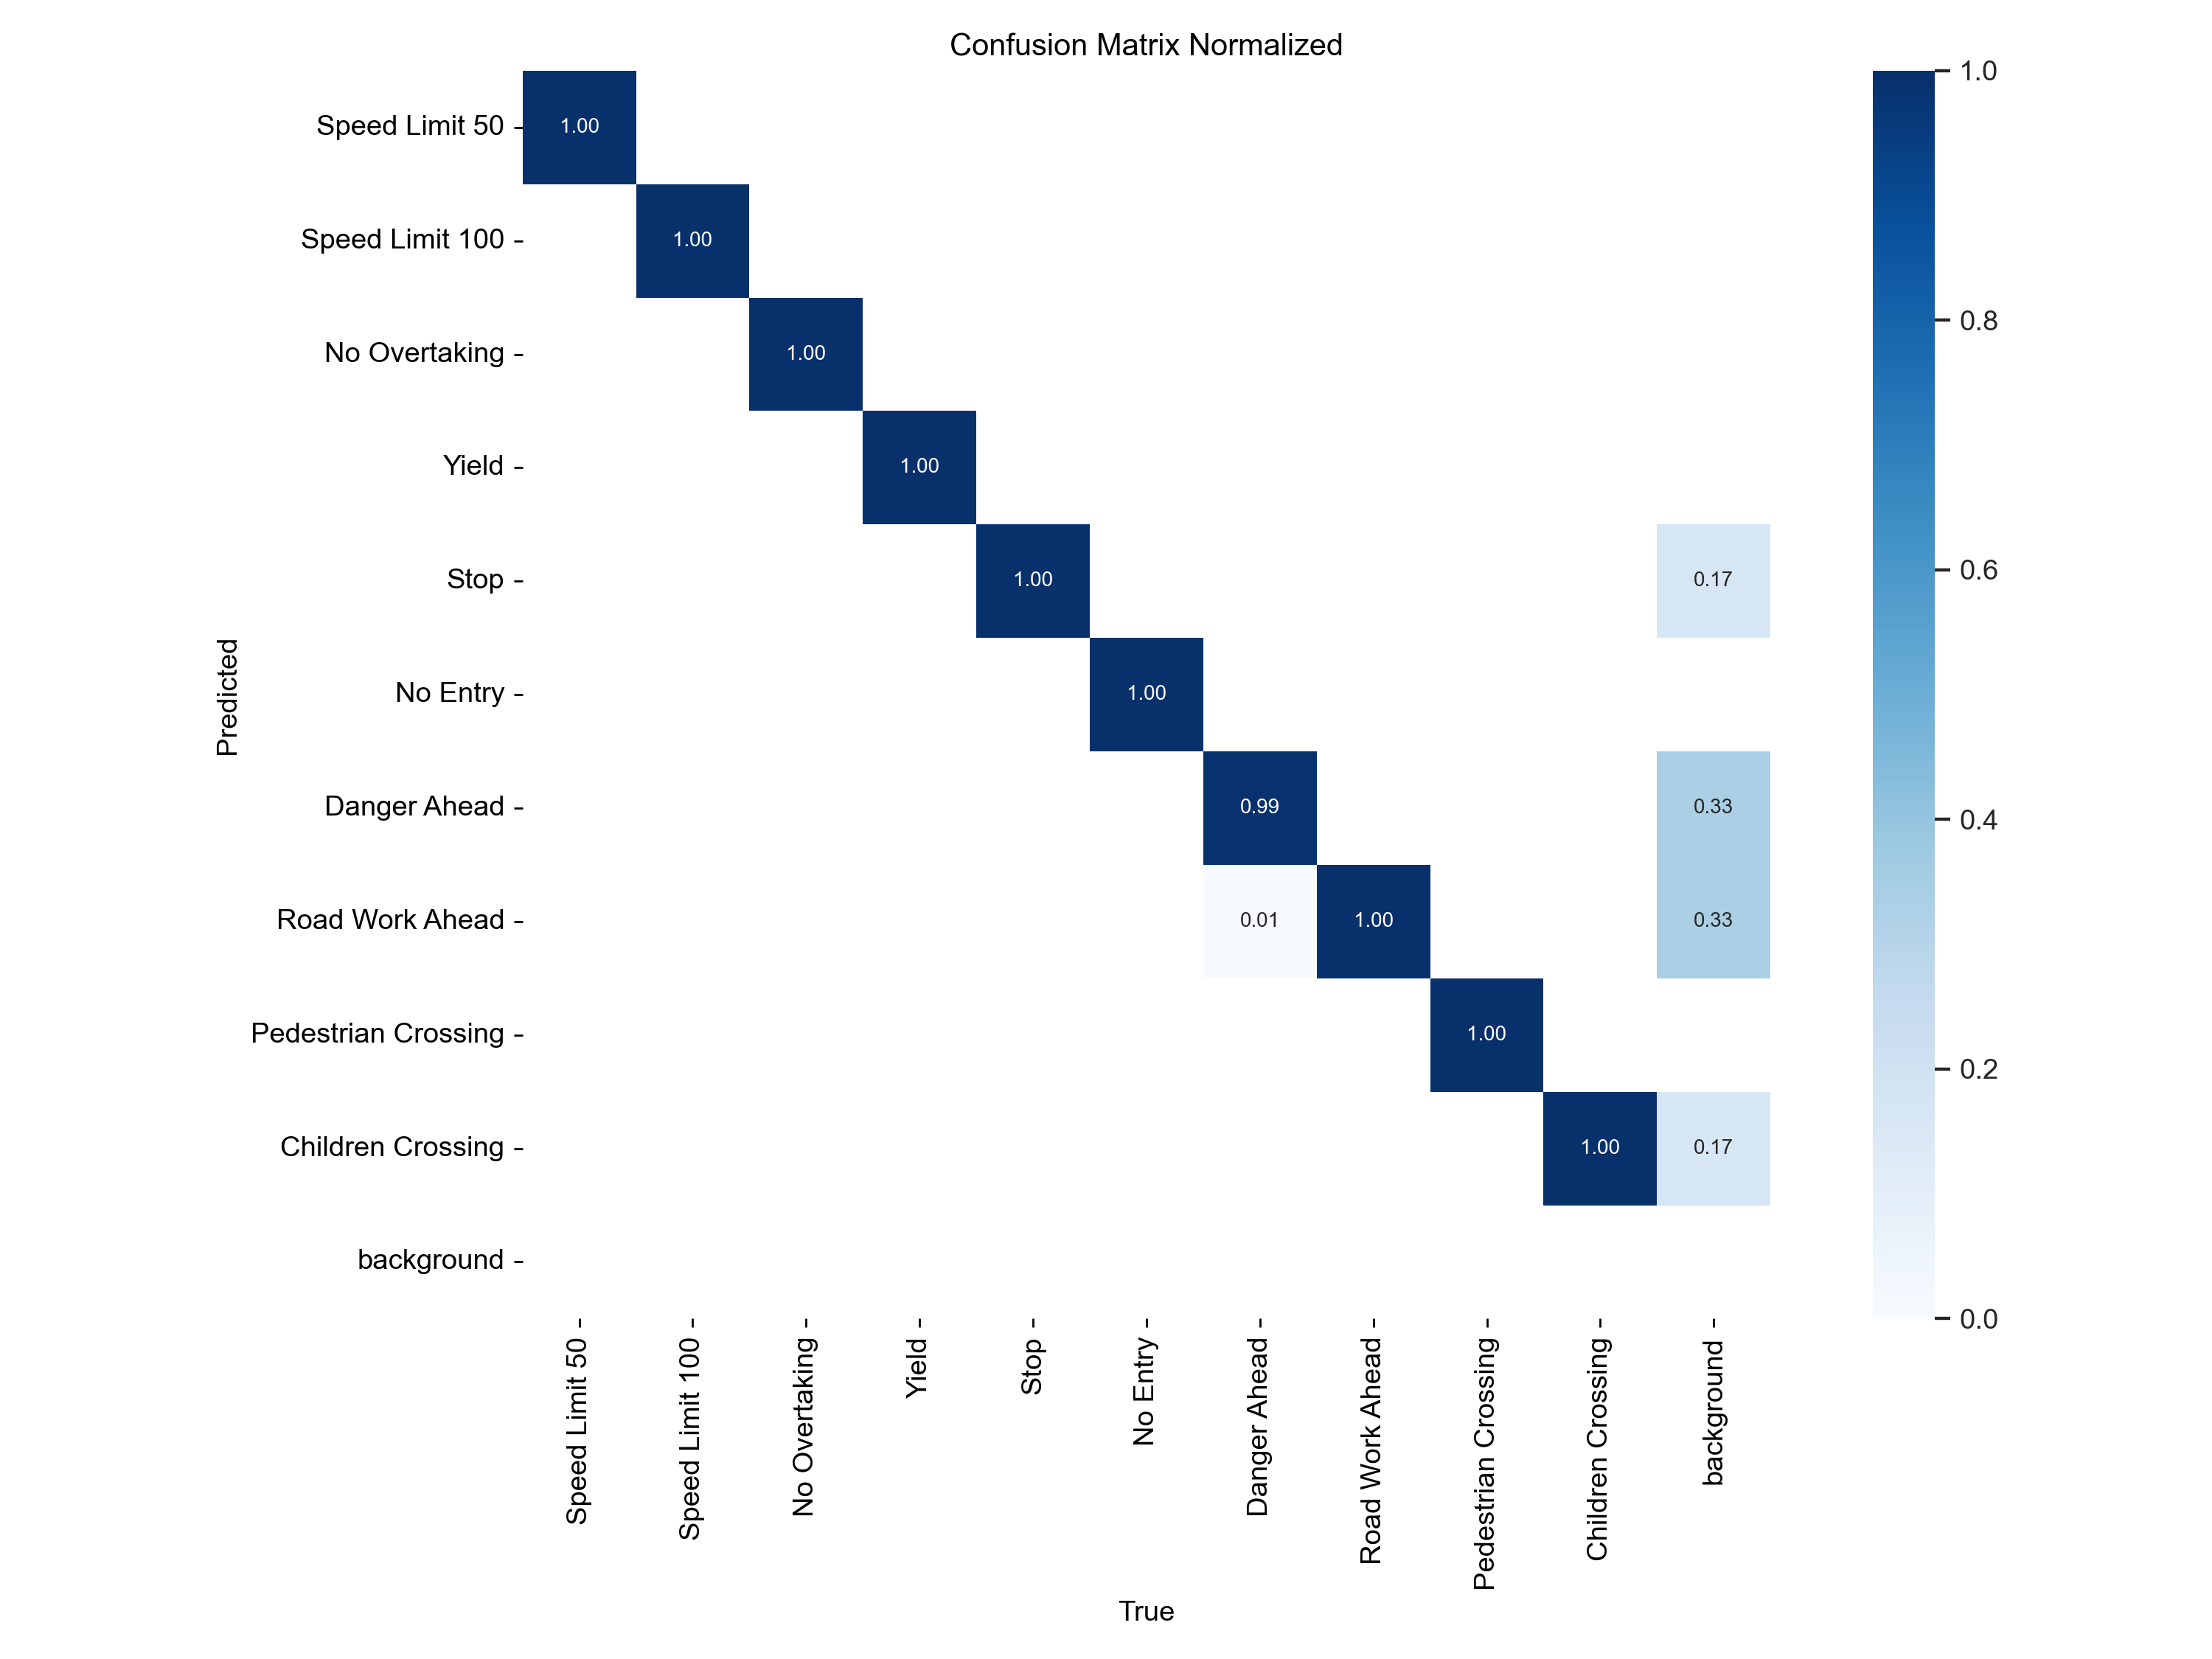 Confusion Matrix Normalized
Speed Limit 50
1.00
Speed Limit 100
1.00
No Overtaking
1.00
Yield
1.00
Stop
1.00
0.17
No Entry
1.00
Danger Ahead
0.99
0.33
Road Work Ahead
0.01
1.00
0.33
Pedestrian Crossing
1.00
Children Crossing
1.00
0.17
background
Predicted
Speed Limit 50
Speed Limit 100
No Overtaking
Yield
Stop
No Entry
Danger Ahead
Road Work Ahead
Pedestrian Crossing
Children Crossing
background
True
1.0
0.8
0.6
0.4
0.2
0.0